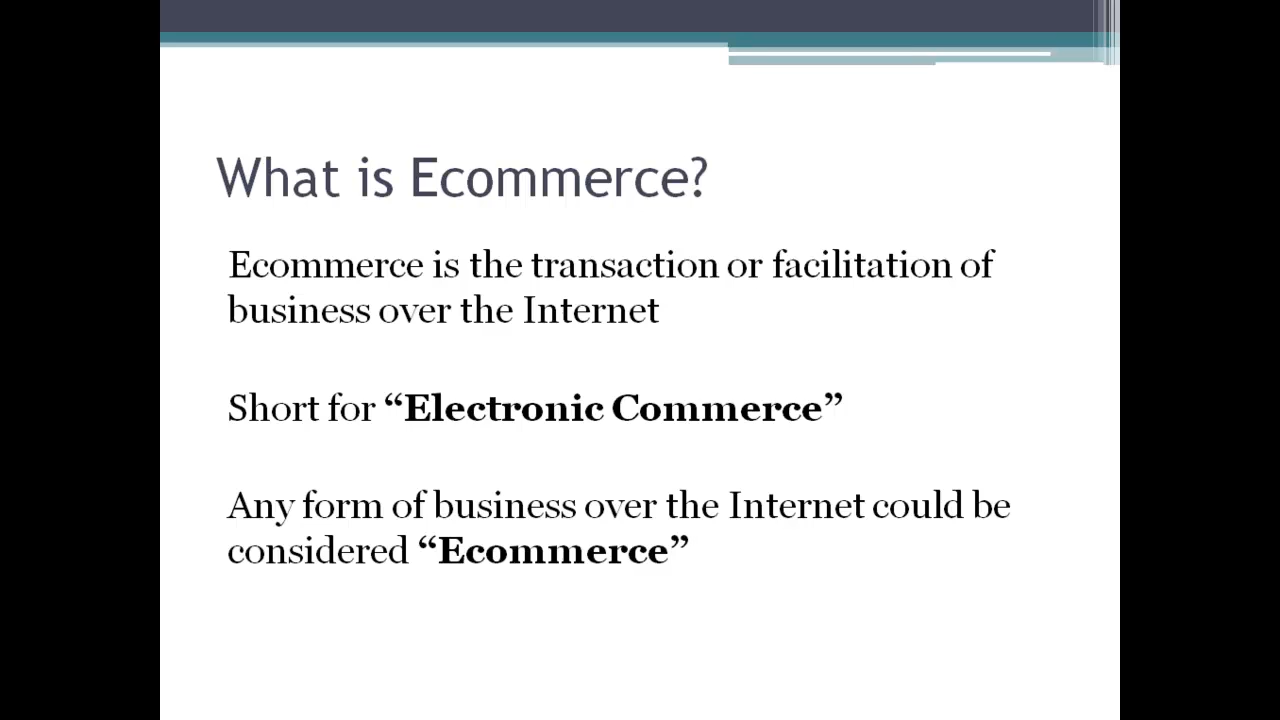 What is Ecommerce?
Ecommerce is the transaction or facilitation of
business over the Internet
Short for “Electronic Commerce”
Any form of business over the Internet could be
considered “Ecommerce”